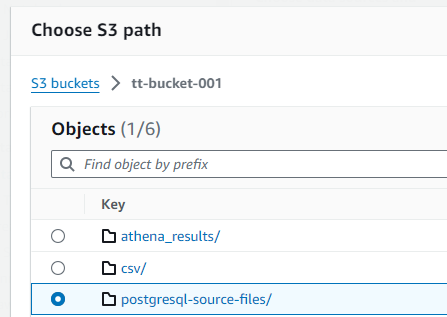 Choose S3 path
S3 buckets > tt-bucket-001
Objects (1/6)
Find object by prefix
Key
athena_results/
csv/
postgresql-source-files/